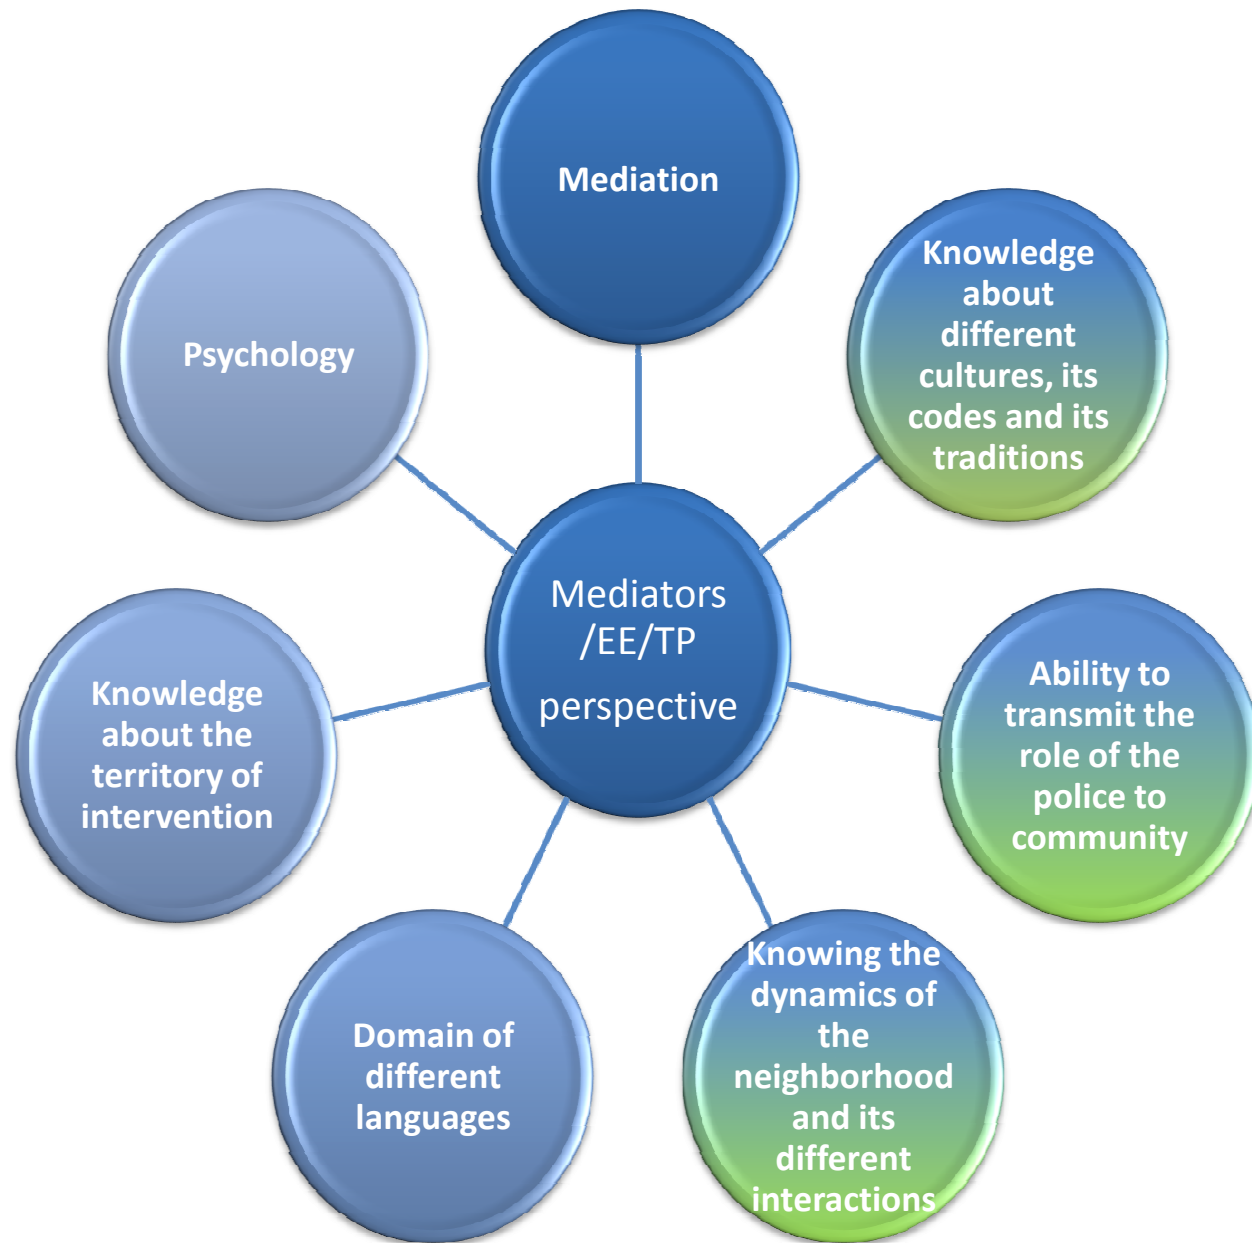 Mediation
Knowledge
about
different
cultures, its
codes and its
traditions
Ability to
transmit the
role of the
police to
community
Knowing the
dynamics of
the
neighborhood
and its
different
interactions
Domain of
different
languages
Knowledge
about the
territory of
intervention
Psychology
Mediators
/EE/TP
perspective